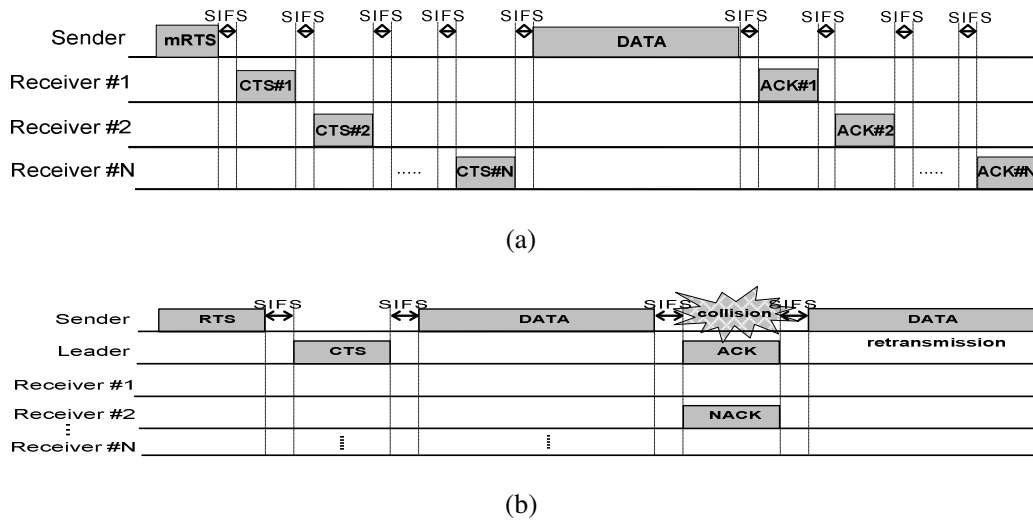 SIFS SIFS SIFS SIFS SIFS SIFS SIFS SIFS SIFS
Sender mRTS DATA
Receiver #1 CTS#1 ACK#1
Receiver #2 CTS#2 ACK#2
Receiver #N ..... CTS#N ..... ACK#N
(a)
SIFS SIFS SIFS SIFS
Sender RTS DATA collision DATA
Leader CTS ACK retransmission
Receiver #1
Receiver #2 NACK
Receiver #N
(b)